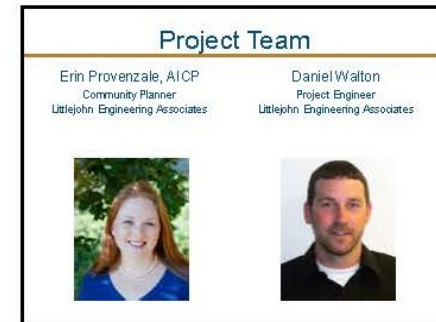 Project Team
Erin Provenzale, AICP
Community Planner
Littlejohn Engineering Associates
Daniel Walton
Project Engineer
Littlejohn Engineering Associates